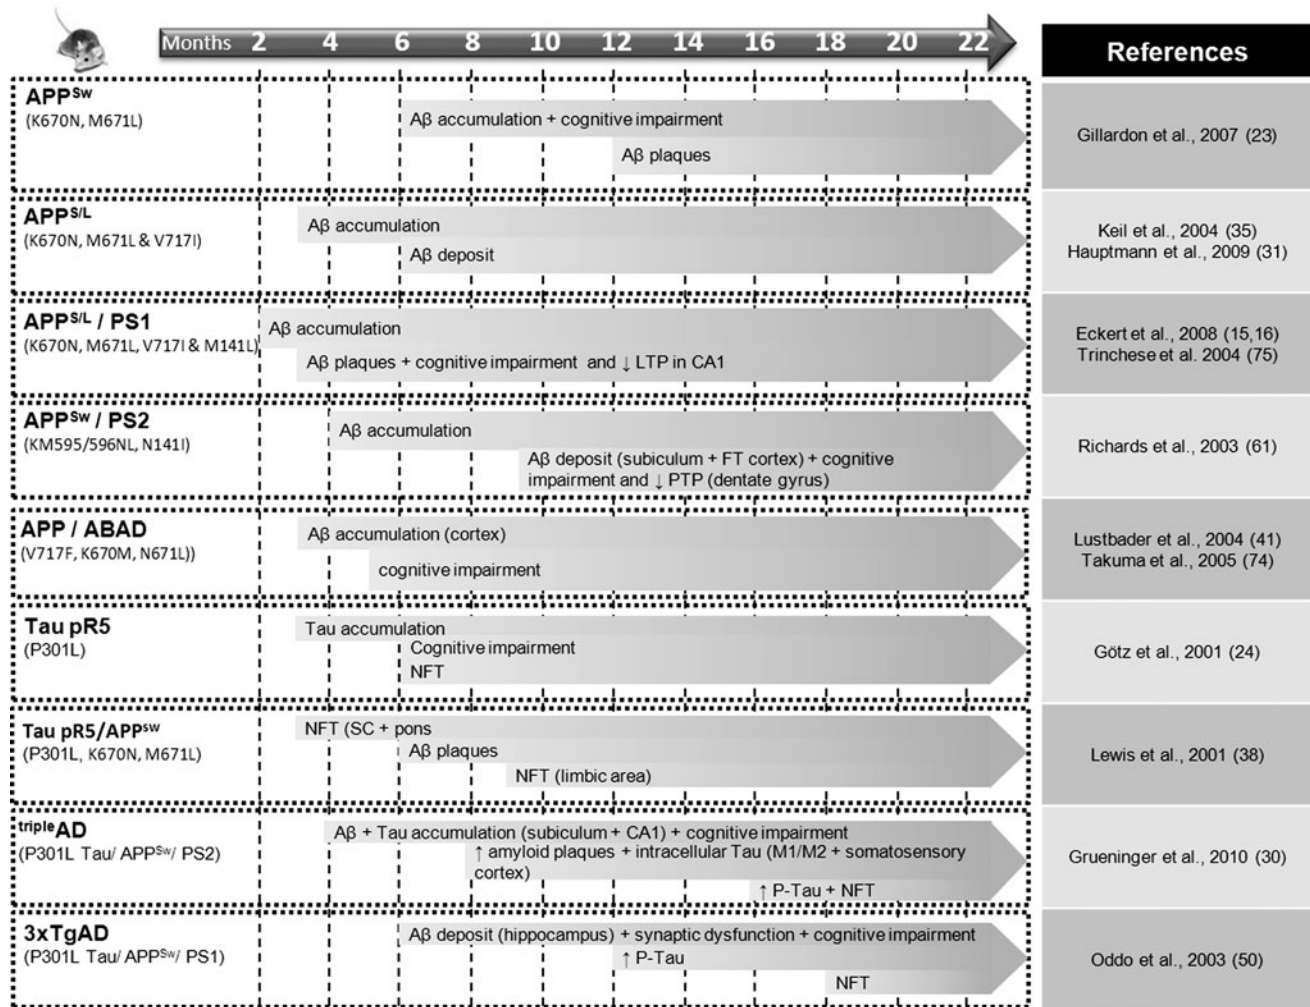 Months 2 4 6 8 10 12 14 16 18 20 22
References
APPSw
(K670N, M671L)
Aβ accumulation + cognitive impairment
Aβ plaques
Gillardon et al., 2007 (23)
APPS/L
(K670N, M671L & V717I)
Aβ accumulation
Aβ deposit
Keil et al., 2004 (35)
Hauptmann et al., 2009 (31)
APPS/L / PS1
(K670N, M671L, V717I & M141L)
Aβ accumulation
Aβ plaques + cognitive impairment and ↓ LTP in CA1
Eckert et al., 2008 (15,16)
Trinchese et al. 2004 (75)
APPSw / PS2
(KM595/596NL, N141I)
Aβ accumulation
Aβ deposit (subiculum + FT cortex) + cognitive
impairment and ↓ PTP (dentate gyrus)
Richards et al., 2003 (61)
APP / ABAD
(V717F, K670M, N671L))
Aβ accumulation (cortex)
cognitive impairment
Lustbader et al., 2004 (41)
Takuma et al., 2005 (74)
Tau pR5
(P301L)
Tau accumulation
Cognitive impairment
NFT
Götz et al., 2001 (24)
Tau pR5/APPsw
(P301L, K670N, M671L)
NFT (SC + pons
Aβ plaques
NFT (limbic area)
Lewis et al., 2001 (38)
tripleAD
(P301L Tau/ APPSw/ PS2)
Aβ + Tau accumulation (subiculum + CA1) + cognitive impairment
↑ amyloid plaques + intracellular Tau (M1/M2 + somatosensory
cortex)
↑ P-Tau + NFT
Grueninger et al., 2010 (30)
3xTgAD
(P301L Tau/ APPSw/ PS1)
Aβ deposit (hippocampus) + synaptic dysfunction + cognitive impairment
↑ P-Tau
NFT
Oddo et al., 2003 (50)